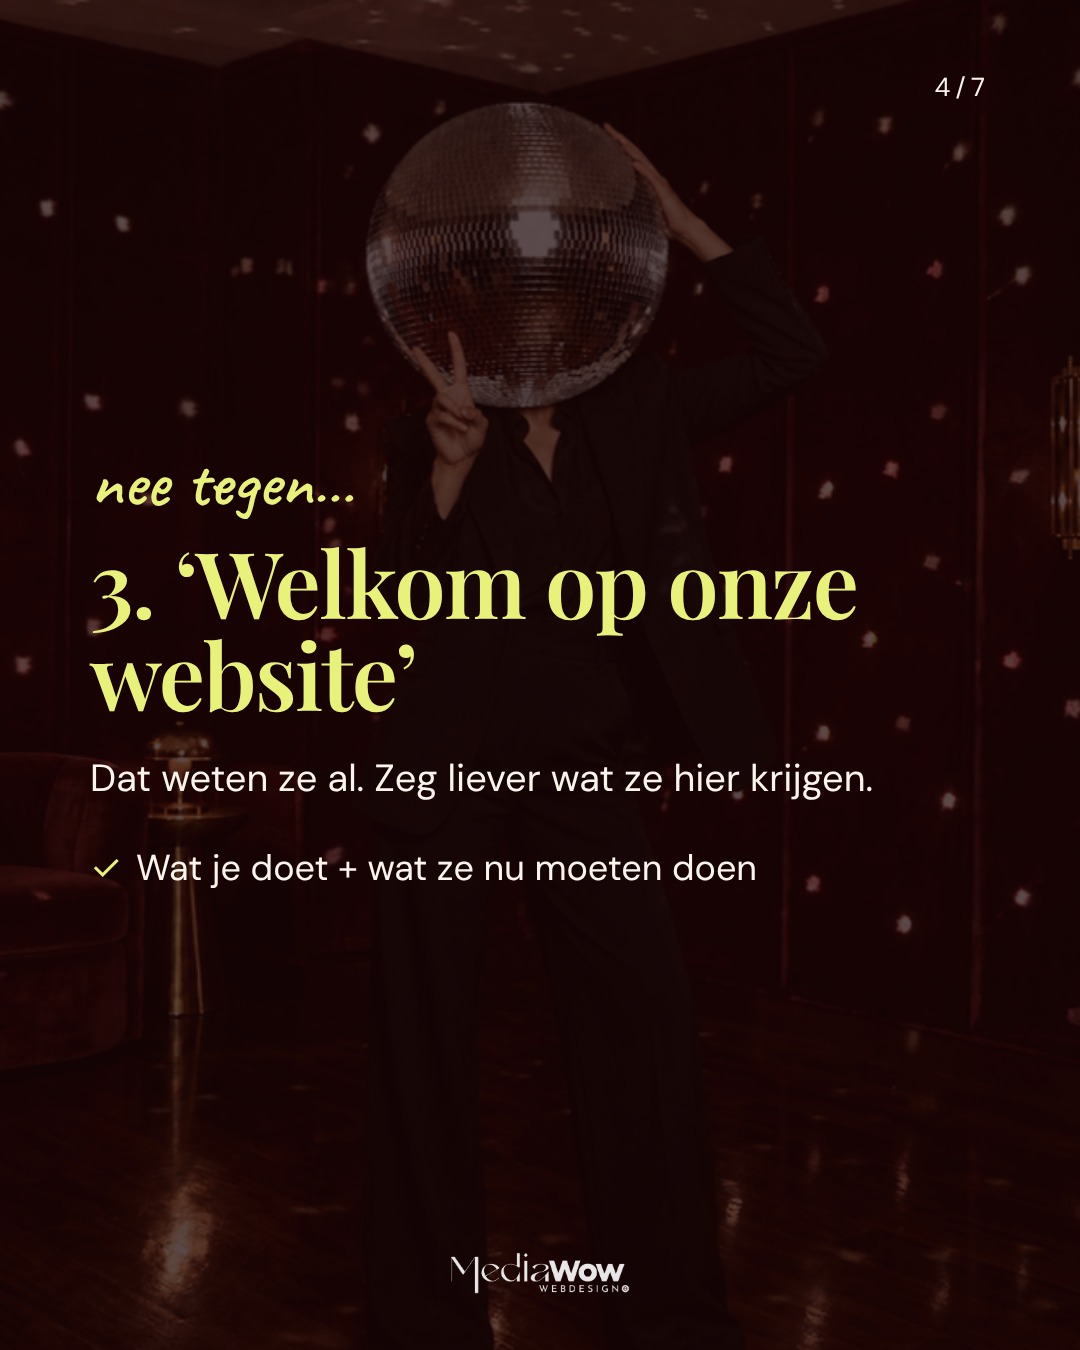 4 / 7
nee tegen...
3. ‘Welkom op onze
website’
Dat weten ze al. Zeg liever wat ze hier krijgen.
✓ Wat je doet + wat ze nu moeten doen
MediaWow
WEBDESIGN